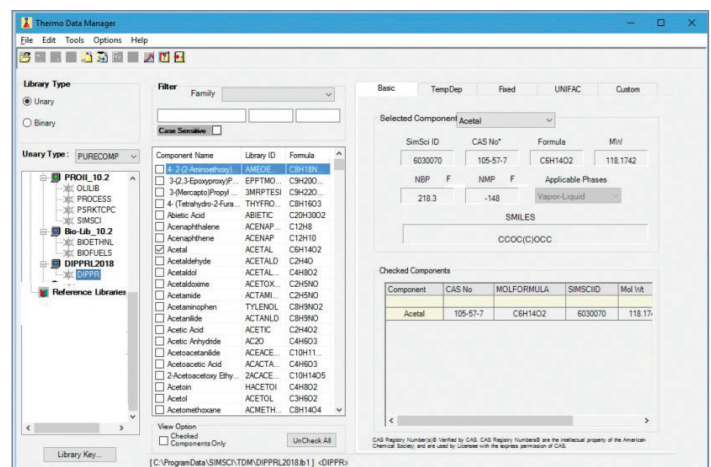 Thermo Data Manager
File Edit Tools Options Help
Library Type
Unary
Binary
Unary Type: PURECOMP
PROII_10.2
OLILIB
PROCESS
PSRKTCPC
SIMSCI
Bio-Lib_10.2
BIOETHNL
BIOFUELS
DIPPRL2018
DIPPR
Reference Libraries
Library Key...
Filter
Family
Case Sensitive
Component Name Library ID Formula
4- 2-(2-Aminoethoxy)... AMEOE... C8H18N...
3-(2,3-Epoxyproxy)P... EPPTMO... C9H20O...
3-(Mercapto)Propyl ... 3MRPTESI C9H22O...
4- (Tetrahydro-2-Fura... THYFRO... C8H16O3
Abietic Acid ABIETIC C20H30O2
Acenaphthalene ACENAP... C12H8
Acenaphthene ACENAP C12H10
Acetal ACETAL C6H14O2
Acetaldehyde ACETALD C2H4O
Acetaldol ACETAL... C4H8O2
Acetaldoxime ACETOX... C2H5NO
Acetamide ACTAMI... C2H5NO
Acetaminophen TYLENOL C8H9NO2
Acetanilide ACTANLD C8H9NO
Acetic Acid ACETIC C2H4O2
Acetic Anhydride AC2O C4H6O3
Acetoacetanilide ACEACE... C10H11...
Acetoacetic Acid ACACTA... C4H6O3
2-Acetoacetoxy Ethy... 2ACACE... C10H14O5
Acetoin HACETOI C4H8O2
Acetol ACETOL C3H6O2
Acetomethoxane ACMETH... C8H14O4
View Option
Checked Components Only
UnCheck All
[C:\ProgramData\SIMSCI\TDM\DIPPRL2018.lb1 ] <DIPPR>
Basic TempDep Fixed UNIFAC Custom
Selected Component Acetal
SimSci ID CAS No* Formula MW
6030070 105-57-7 C6H14O2 118.1742
NBP F NMP F Applicable Phases
218.3 -148 Vapor-Liquid
SMILES
CCOC(C)OCC
Checked Components
Component CAS No MOLFORMULA SIMSCIID Mol Wt
Acetal 105-57-7 C6H14O2 6030070 118.17
CAS Registry Number(s)® Verified by CAS. CAS Registry Numbers® are the intellectual property of the American
Chemical Society; and are used by Licensee with the express permission of CAS.